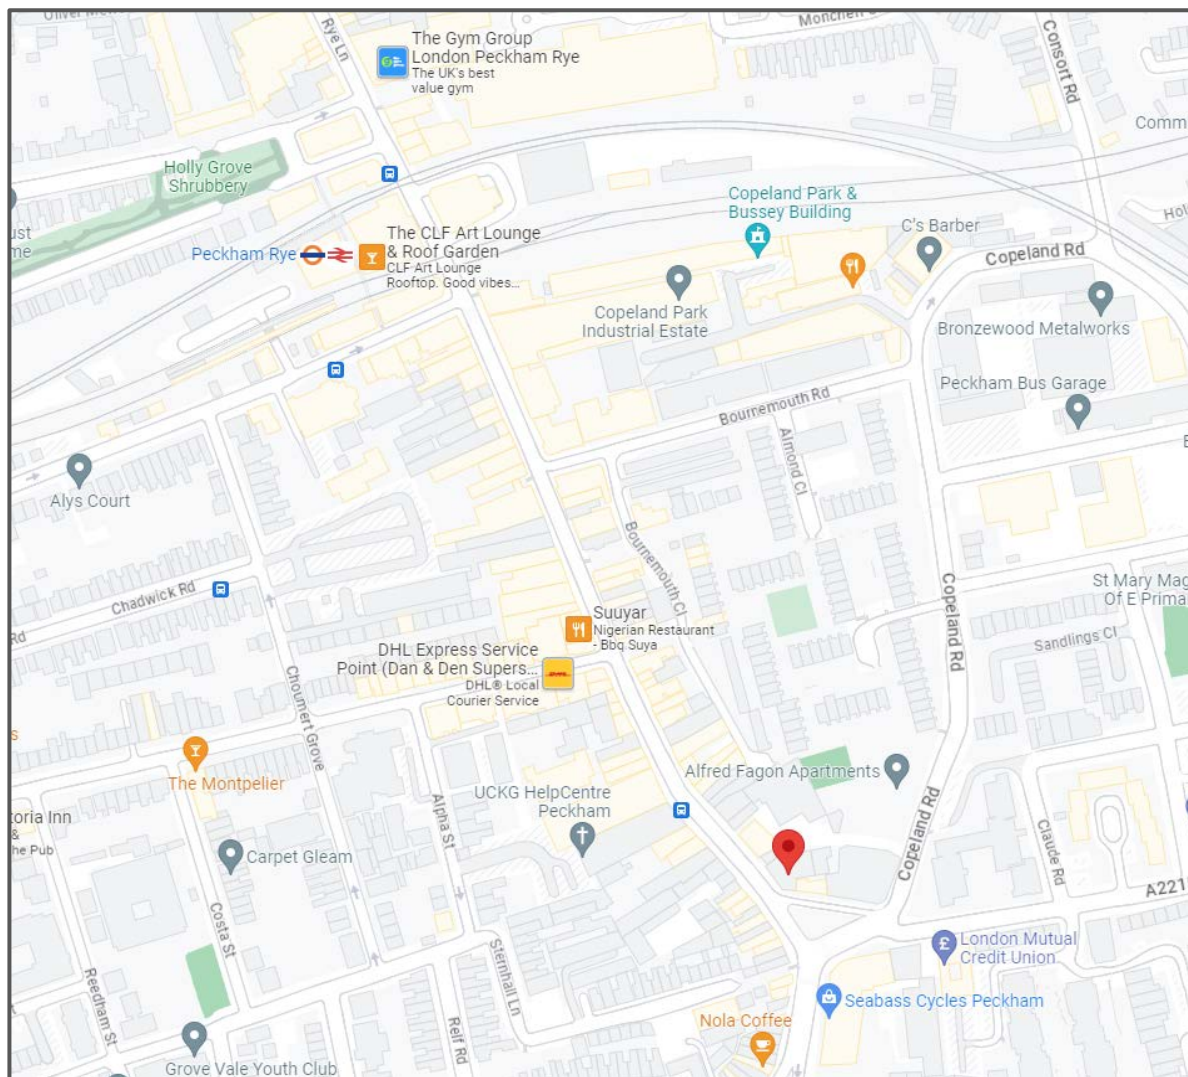 Rye Ln
The Gym Group
London Peckham Rye
The UK's best
value gym
Consort Rd
Comm
Holly Grove
Shrubbery
Copeland Park &
Bussey Building
C's Barber
Copeland Rd
Peckham Rye
The CLF Art Lounge
& Roof Garden
CLF Art Lounge
Rooftop. Good vibes...
Copeland Park
Industrial Estate
Bronzewood Metalworks
Peckham Bus Garage
Bournemouth Rd
Almond Cl
Alys Court
Bournemouth Cl
Chadwick Rd
Rd
Copeland Rd
St Mary Mag
Of E Prima
Sandlings Cl
Suuyar
Nigerian Restaurant
- Bbq Suya
DHL Express Service
Point (Dan & Den Supers...
DHL® Local
Courier Service
Choumert Grove
The Montpelier
Alfred Fagon Apartments
UCKG HelpCentre
Peckham
Alpha St
Copeland Rd
toria Inn
&
he Pub
Carpet Gleam
Claude Rd
Costa St
London Mutual
Credit Union
Sternhall Ln
Reedham St
Seabass Cycles Peckham
Nola Coffee
Relf Rd
Grove Vale Youth Club